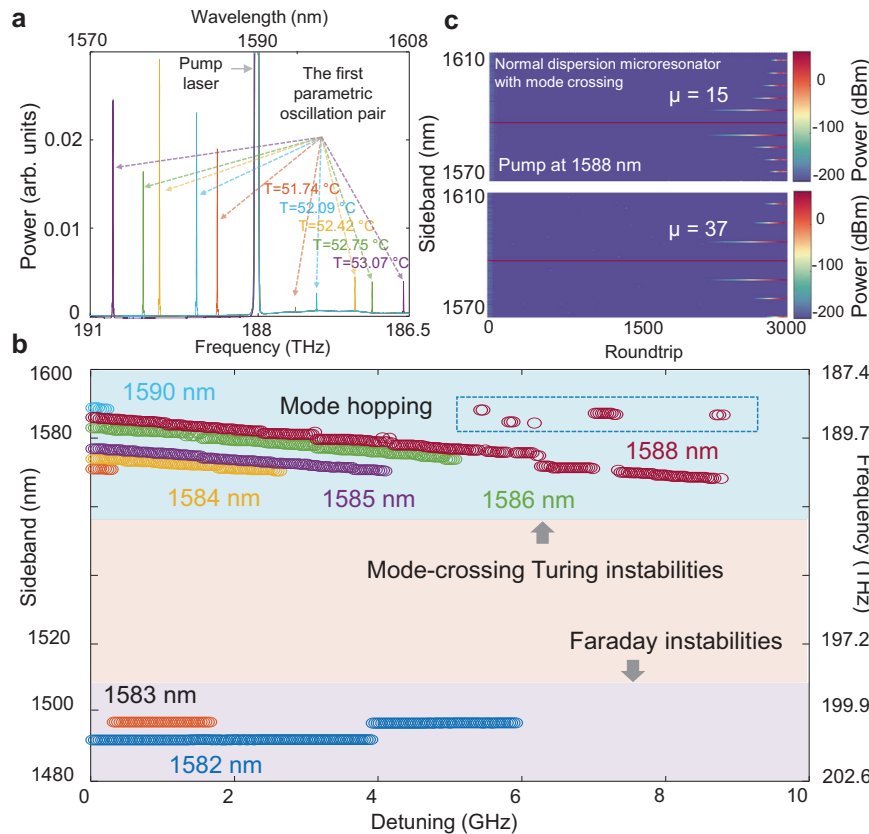 a
Wavelength (nm)
1570
1590
1608
Pump
laser
The first
parametric
oscillation pair
0.02
0.01
0
Power (arb. units)
T=51.74 °C
T=52.09 °C
T=52.42 °C
T=52.75 °C
T=53.07 °C
191
188
186.5
Frequency (THz)
c
1610
Normal dispersion microresonator
with mode crossing
μ = 15
Pump at 1588 nm
1570
1610
μ = 37
1570
Sideband (nm)
0
1500
3000
Roundtrip
0
-100
-200
Power (dBm)
0
-100
-200
Power (dBm)
b
1600
1580
1520
1500
1480
Sideband (nm)
1590 nm
Mode hopping
1588 nm
1584 nm
1585 nm
1586 nm
Mode-crossing Turing instabilities
Faraday instabilities
1583 nm
1582 nm
187.4
189.7
197.2
199.9
202.6
Frequency (THz)
0
2
4
6
8
10
Detuning (GHz)